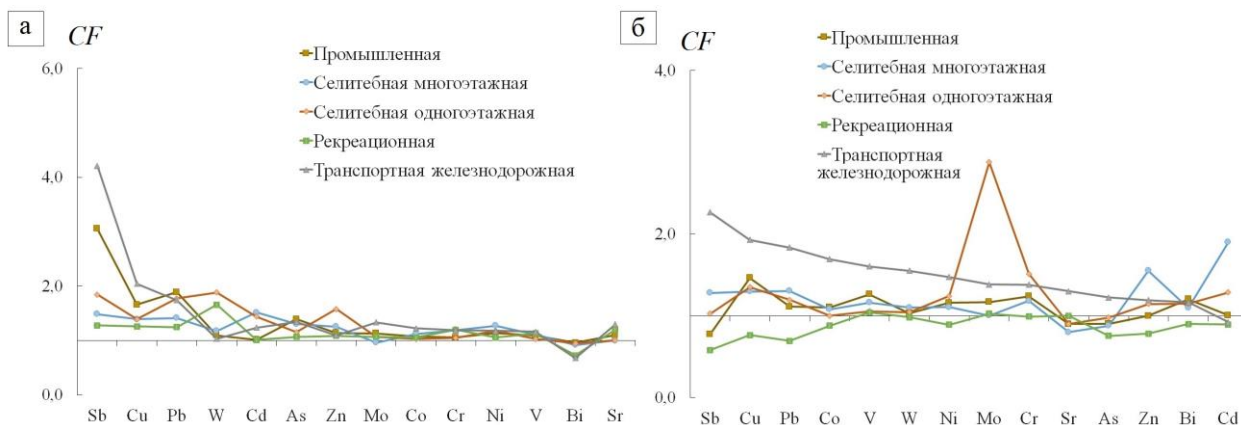 а
CF
6,0
4,0
2,0
0,0
Промышленная
Селитебная многоэтажная
Селитебная одногоэтажная
Рекреационная
Транспортная железнодорожная
Sb Cu Pb W Cd As Zn Mo Co Cr Ni V Bi Sr
б
CF
4,0
2,0
0,0
Промышленная
Селитебная многоэтажная
Селитебная одногоэтажная
Рекреационная
Транспортная
железнодорожная
Sb Cu Pb Co V W Ni Mo Cr Sr As Zn Bi Cd